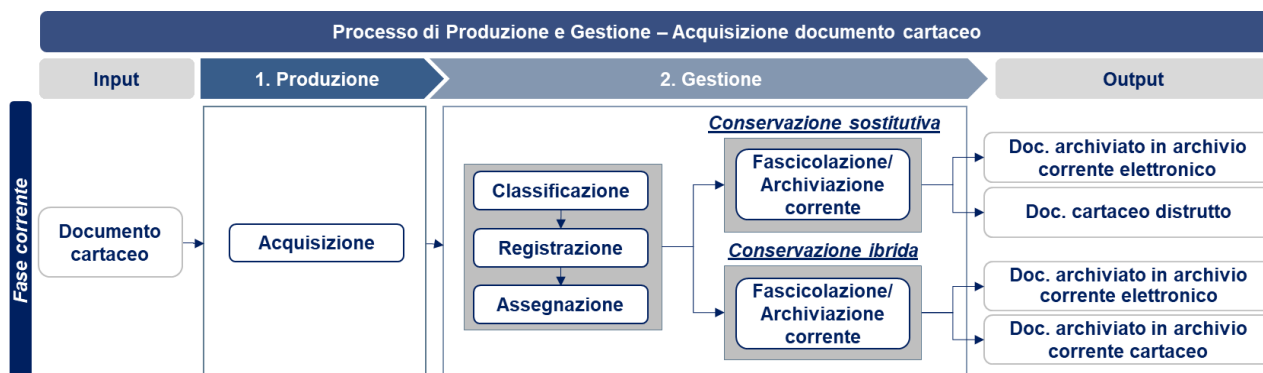 Processo di Produzione e Gestione – Acquisizione documento cartaceo
Input
1. Produzione
2. Gestione
Output
Fase corrente
Documento
cartaceo
Acquisizione
Classificazione
Registrazione
Assegnazione
Conservazione sostitutiva
Fascicolazione/
Archiviazione
corrente
Conservazione ibrida
Fascicolazione/
Archiviazione
corrente
Doc. archiviato in archivio
corrente elettronico
Doc. cartaceo distrutto
Doc. archiviato in archivio
corrente elettronico
Doc. archiviato in archivio
corrente cartaceo